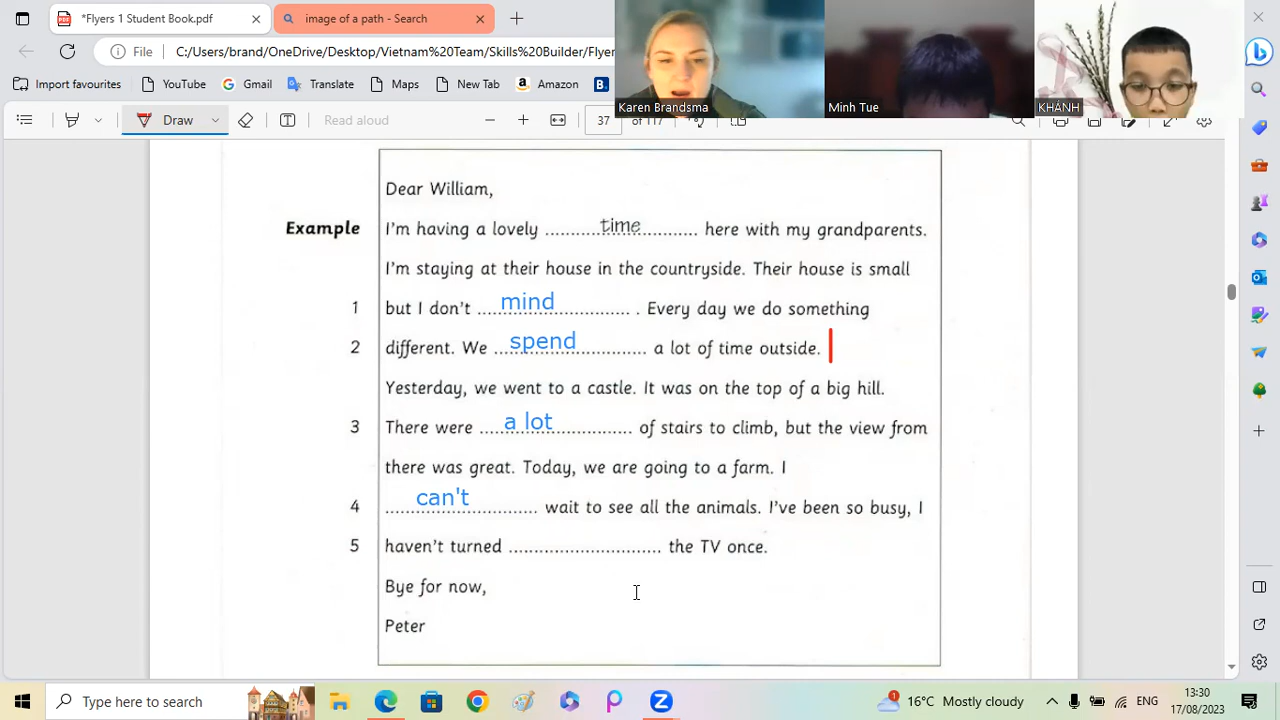 *Flyers 1 Student Book.pdf
image of a path - Search
File
C:/Users/brand/OneDrive/Desktop/Vietnam%20Team/Skills%20Builder/Flyer
Import favourites
YouTube
Gmail
Translate
Maps
New Tab
Amazon
Karen Brandsma
Minh Tue
KHÁNH
Draw
Read aloud
37
of 117
Dear William,
Example I'm having a lovely ........ time ........ here with my grandparents.
I'm staying at their house in the countryside. Their house is small
1 but I don't ........ mind ........ . Every day we do something
2 different. We ........ spend ........ a lot of time outside.
Yesterday, we went to a castle. It was on the top of a big hill.
3 There were ........ a lot ........ of stairs to climb, but the view from
there was great. Today, we are going to a farm. I
4 ........ can't ........ wait to see all the animals. I've been so busy, I
5 haven't turned ................ the TV once.
Bye for now,
Peter
Type here to search
16°C Mostly cloudy
ENG
13:30
17/08/2023